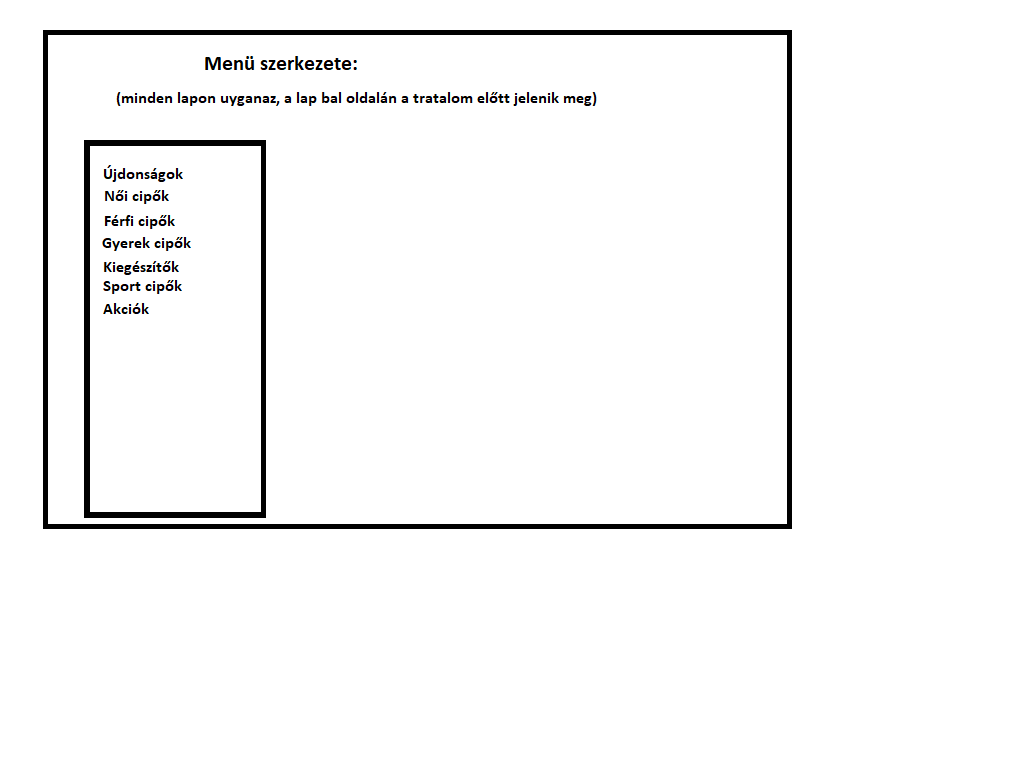 Menü szerkezete:
(minden lapon uyganaz, a lap bal oldalán a tratalom előtt jelenik meg)
Újdonságok
Női cipők
Férfi cipők
Gyerek cipők
Kiegészítők
Sport cipők
Akciók